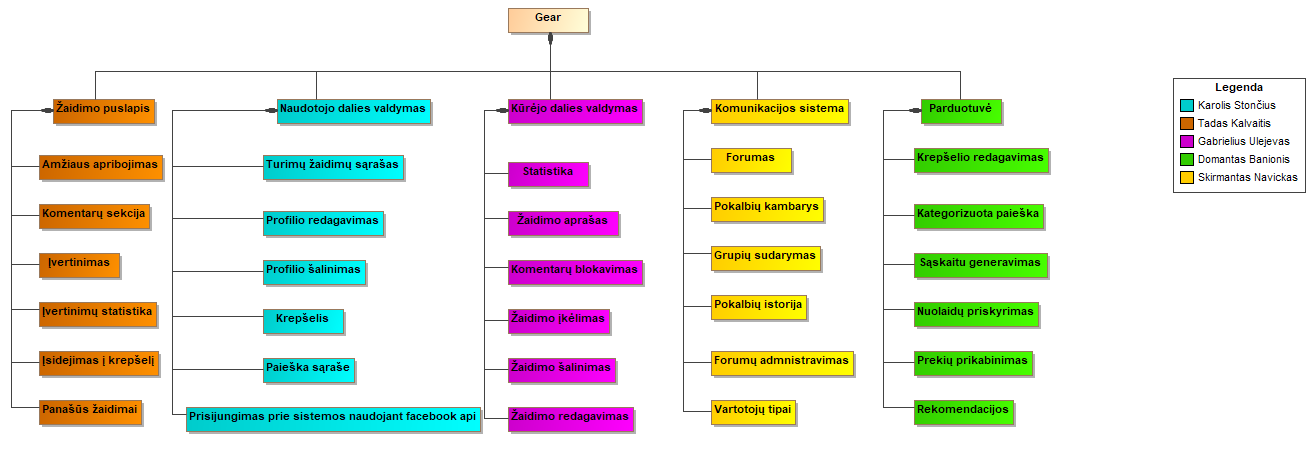 Gear
Žaidimo puslapis
Amžiaus apribojimas
Komentarų sekcija
Įvertinimas
Įvertinimų statistika
Įsidėjimas į krepšelį
Panašūs žaidimai
Naudotojo dalies valdymas
Turimų žaidimų sąrašas
Profilio redagavimas
Profilio šalinimas
Krepšelis
Paieška sąraše
Prisijungimas prie sistemos naudojant facebook api
Kūrėjo dalies valdymas
Statistika
Žaidimo aprašas
Komentarų blokavimas
Žaidimo įkėlimas
Žaidimo šalinimas
Žaidimo redagavimas
Komunikacijos sistema
Forumas
Pokalbių kambarys
Grupių sudarymas
Pokalbių istorija
Forumų admnistravimas
Vartotojų tipai
Parduotuvė
Krepšelio redagavimas
Kategorizuota paieška
Sąskaitu generavimas
Nuolaidų priskyrimas
Prekių prikabinimas
Rekomendacijos
Legenda
Karolis Stončius
Tadas Kalvaitis
Gabrielius Ulejevas
Domantas Banionis
Skirmantas Navickas